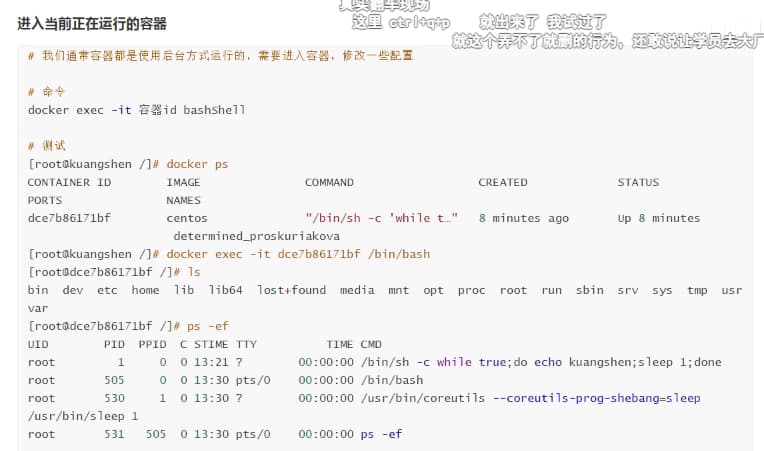 真实翻车现场
这里 ctrl+q+p
就出来了 我试过了
就这个弄不了就删的行为，还敢说让学员去大厂
进入当前正在运行的容器
# 我们通常容器都是使用后台方式运行的，需要进入容器，修改一些配置
# 命令
docker exec -it 容器id bashShell
# 测试
[root@kuangshen /]# docker ps
CONTAINER ID IMAGE COMMAND CREATED STATUS
PORTS NAMES
dce7b86171bf centos "/bin/sh -c 'while t…" 8 minutes ago Up 8 minutes
determined_proskuriakova
[root@kuangshen /]# docker exec -it dce7b86171bf /bin/bash
[root@dce7b86171bf /]# ls
bin dev etc home lib lib64 lost+found media mnt opt proc root run sbin srv sys tmp usr
var
[root@dce7b86171bf /]# ps -ef
UID PID PPID C STIME TTY TIME CMD
root 1 0 0 13:21 ? 00:00:00 /bin/sh -c while true;do echo kuangshen;sleep 1;done
root 505 0 0 13:30 pts/0 00:00:00 /bin/bash
root 530 1 0 13:30 ? 00:00:00 /usr/bin/coreutils --coreutils-prog-shebang=sleep
/usr/bin/sleep 1
root 531 505 0 13:30 pts/0 00:00:00 ps -ef